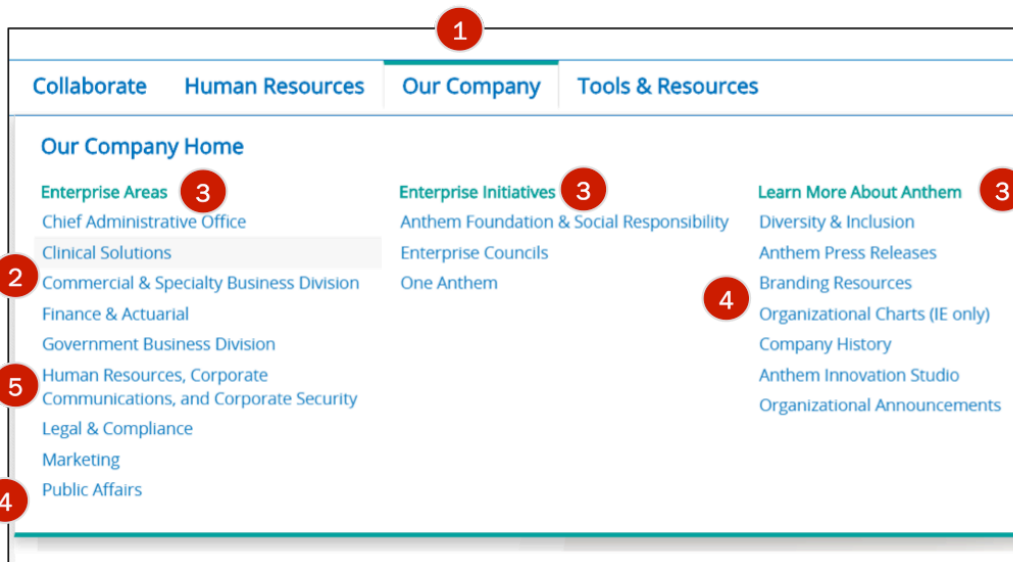 1
Collaborate Human Resources Our Company Tools & Resources
Our Company Home
Enterprise Areas 3
Chief Administrative Office
Clinical Solutions
2
Commercial & Specialty Business Division
Finance & Actuarial
Government Business Division
5
Human Resources, Corporate
Communications, and Corporate Security
Legal & Compliance
Marketing
Public Affairs
4
Enterprise Initiatives 3
Anthem Foundation & Social Responsibility
Enterprise Councils
One Anthem
Learn More About Anthem 3
Diversity & Inclusion
Anthem Press Releases
Branding Resources
4
Organizational Charts (IE only)
Company History
Anthem Innovation Studio
Organizational Announcements